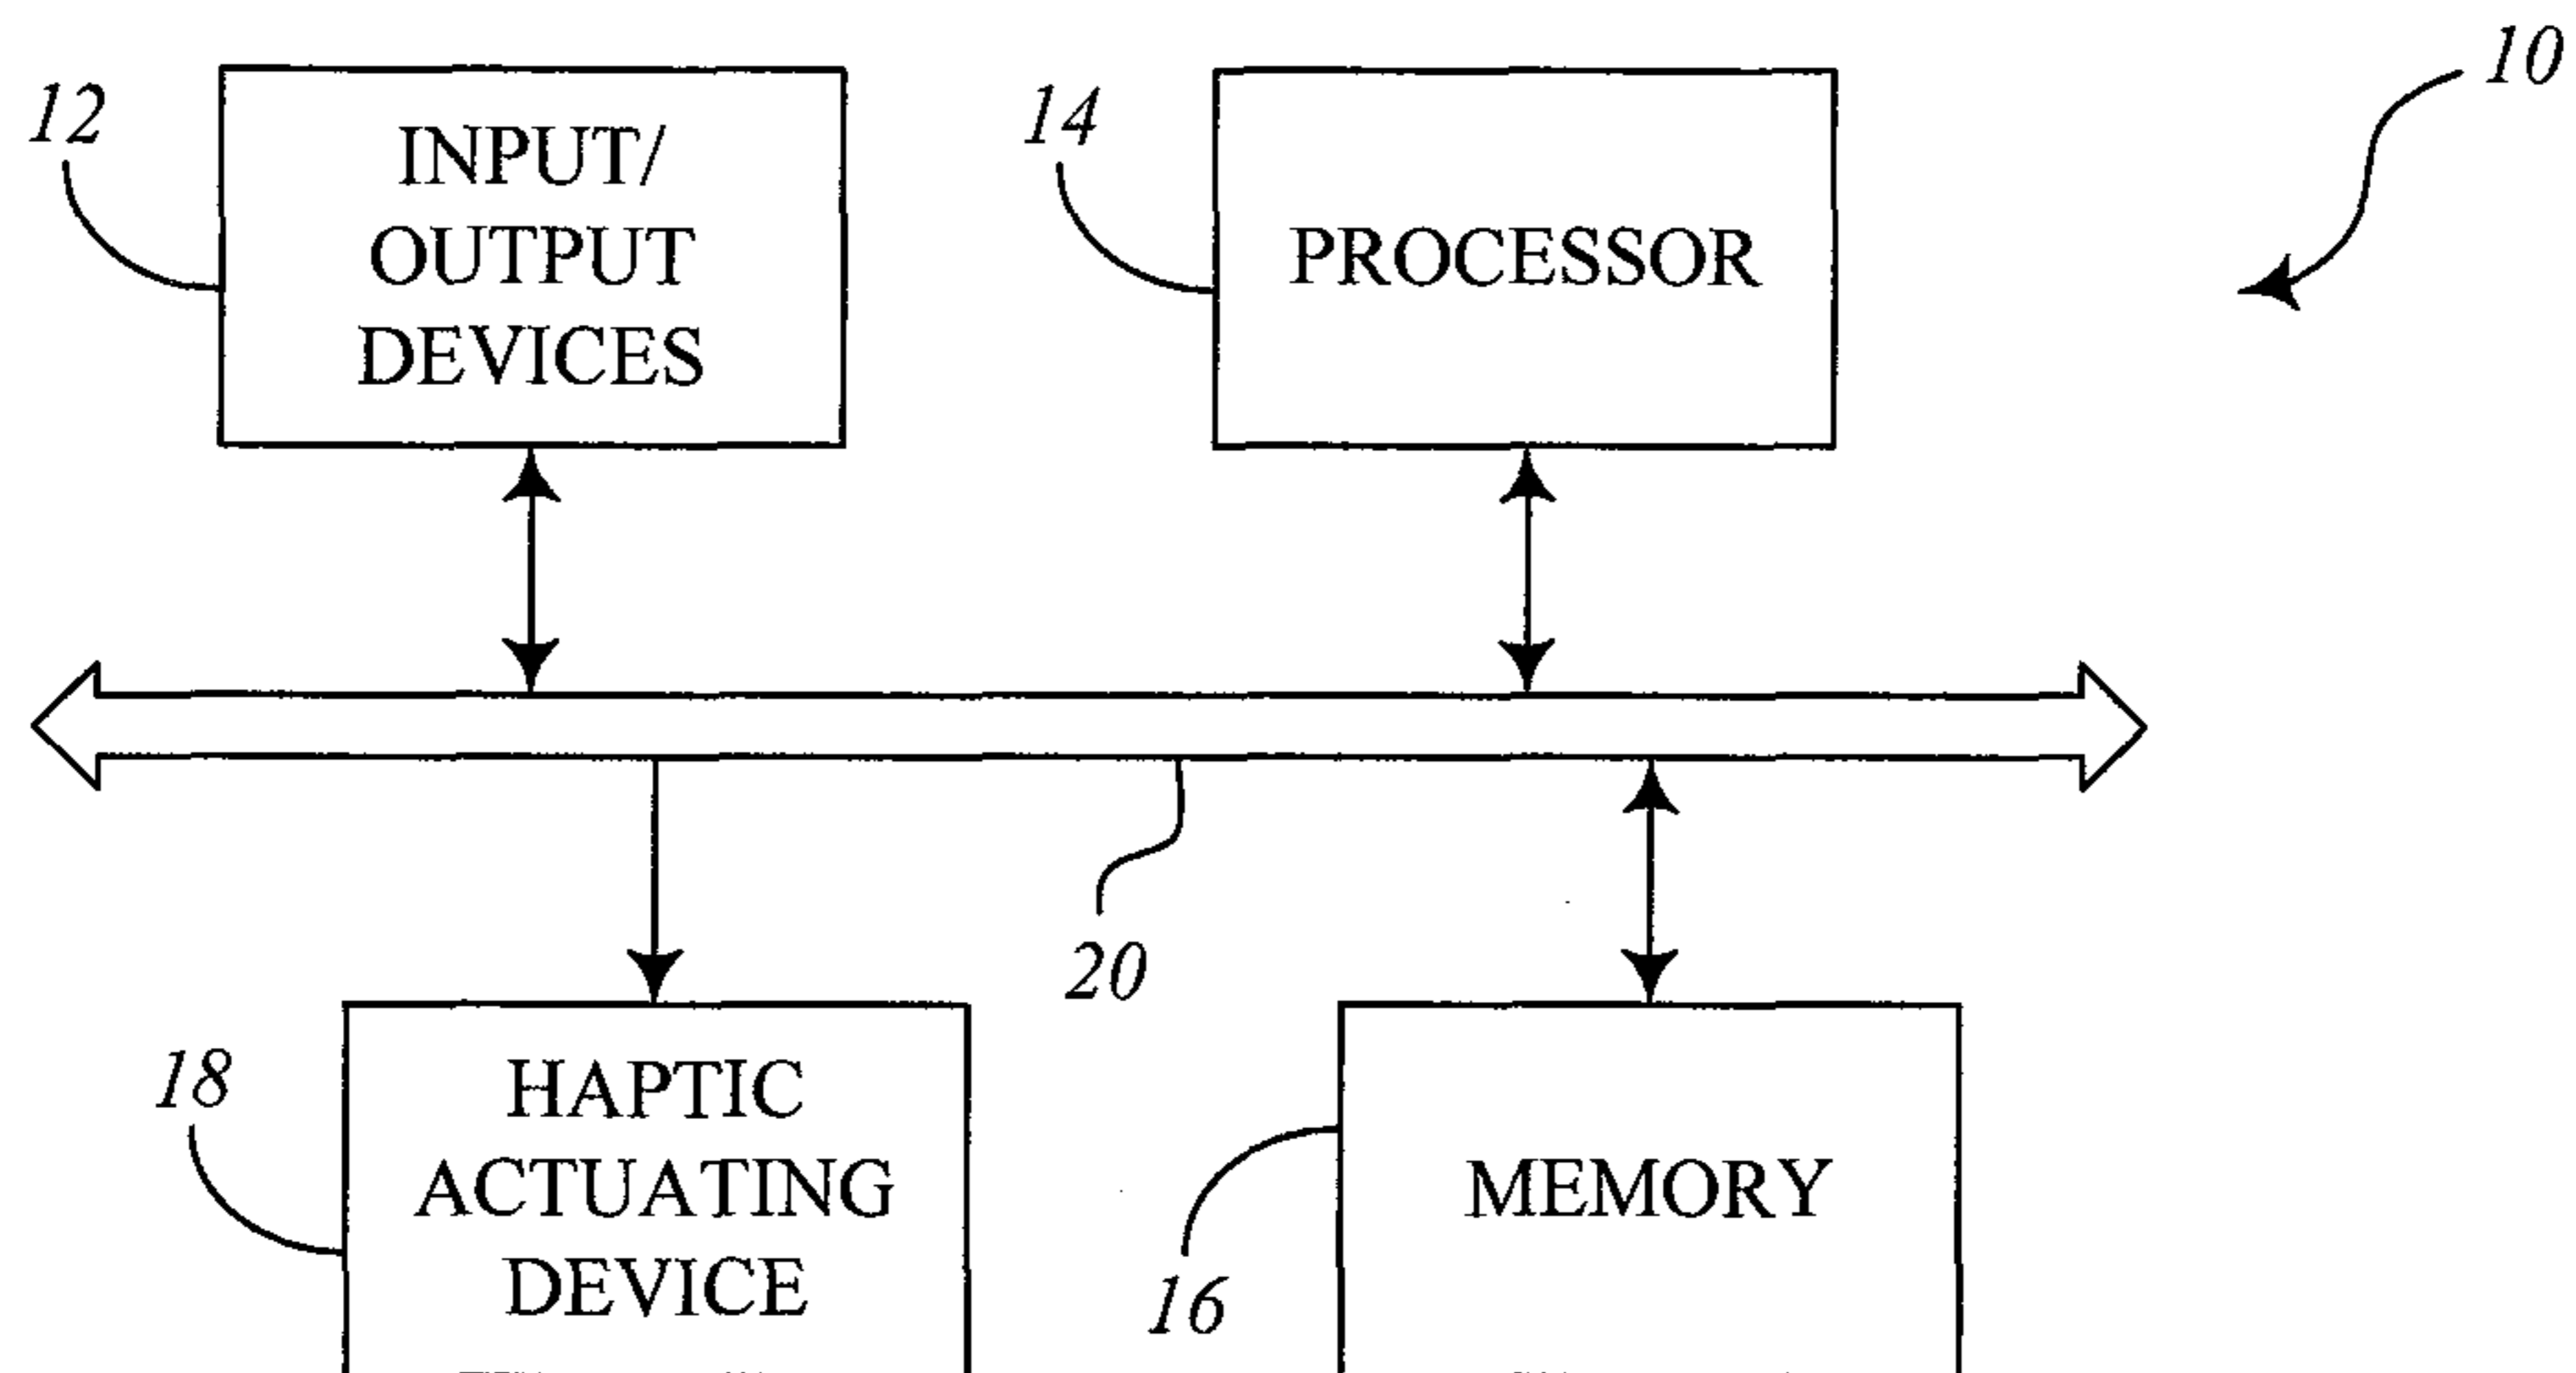 10
12
INPUT/
OUTPUT
DEVICES
14
PROCESSOR
20
18
HAPTIC
ACTUATING
DEVICE
16
MEMORY